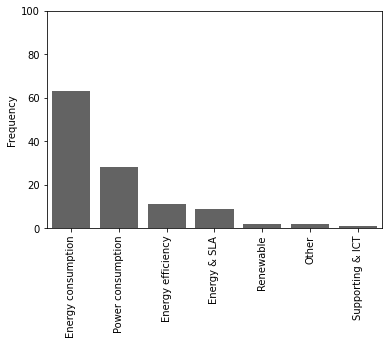 100
80
60
40
20
0
Frequency
Energy consumption
Power consumption
Energy efficiency
Energy & SLA
Renewable
Other
Supporting & ICT